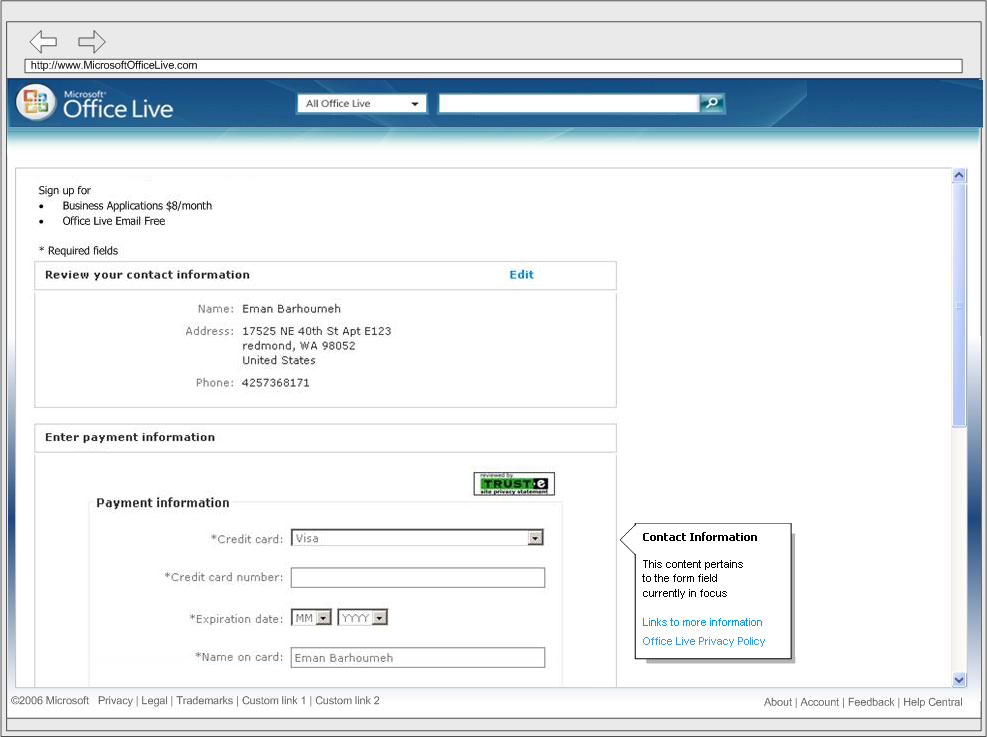 http://www.MicrosoftOfficeLive.com
Microsoft®
Office Live
All Office Live
Sign up for
• Business Applications $8/month
• Office Live Email Free
* Required fields
Review your contact information Edit
Name: Eman Barhoumeh
Address: 17525 NE 40th St Apt E123
redmond, WA 98052
United States
Phone: 4257368171
Enter payment information
reviewed by
TRUST·e
site privacy statement
Payment information
*Credit card: Visa
*Credit card number:
*Expiration date: MM YYYY
*Name on card: Eman Barhoumeh
Contact Information
This content pertains
to the form field
currently in focus
Links to more information
Office Live Privacy Policy
©2006 Microsoft Privacy | Legal | Trademarks | Custom link 1 | Custom link 2
About | Account | Feedback | Help Central